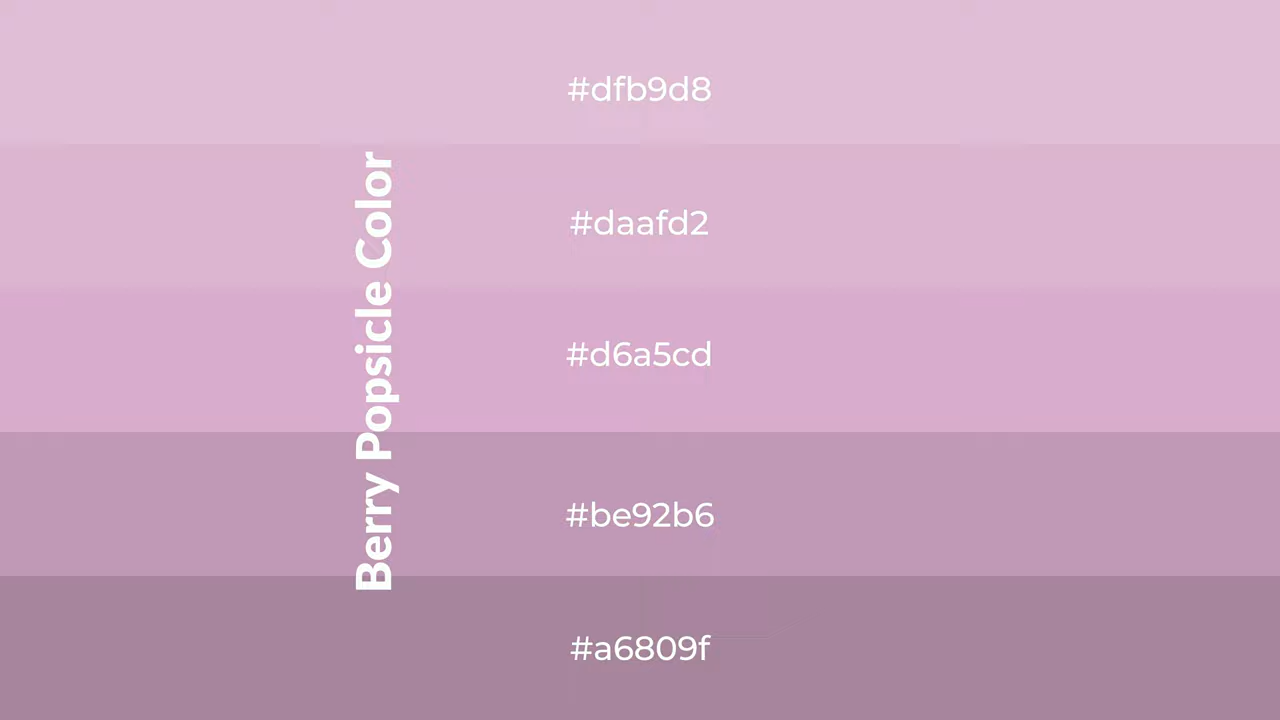 Berry Popsicle Color
#dfb9d8
#daafd2
#d6a5cd
#be92b6
#a6809f